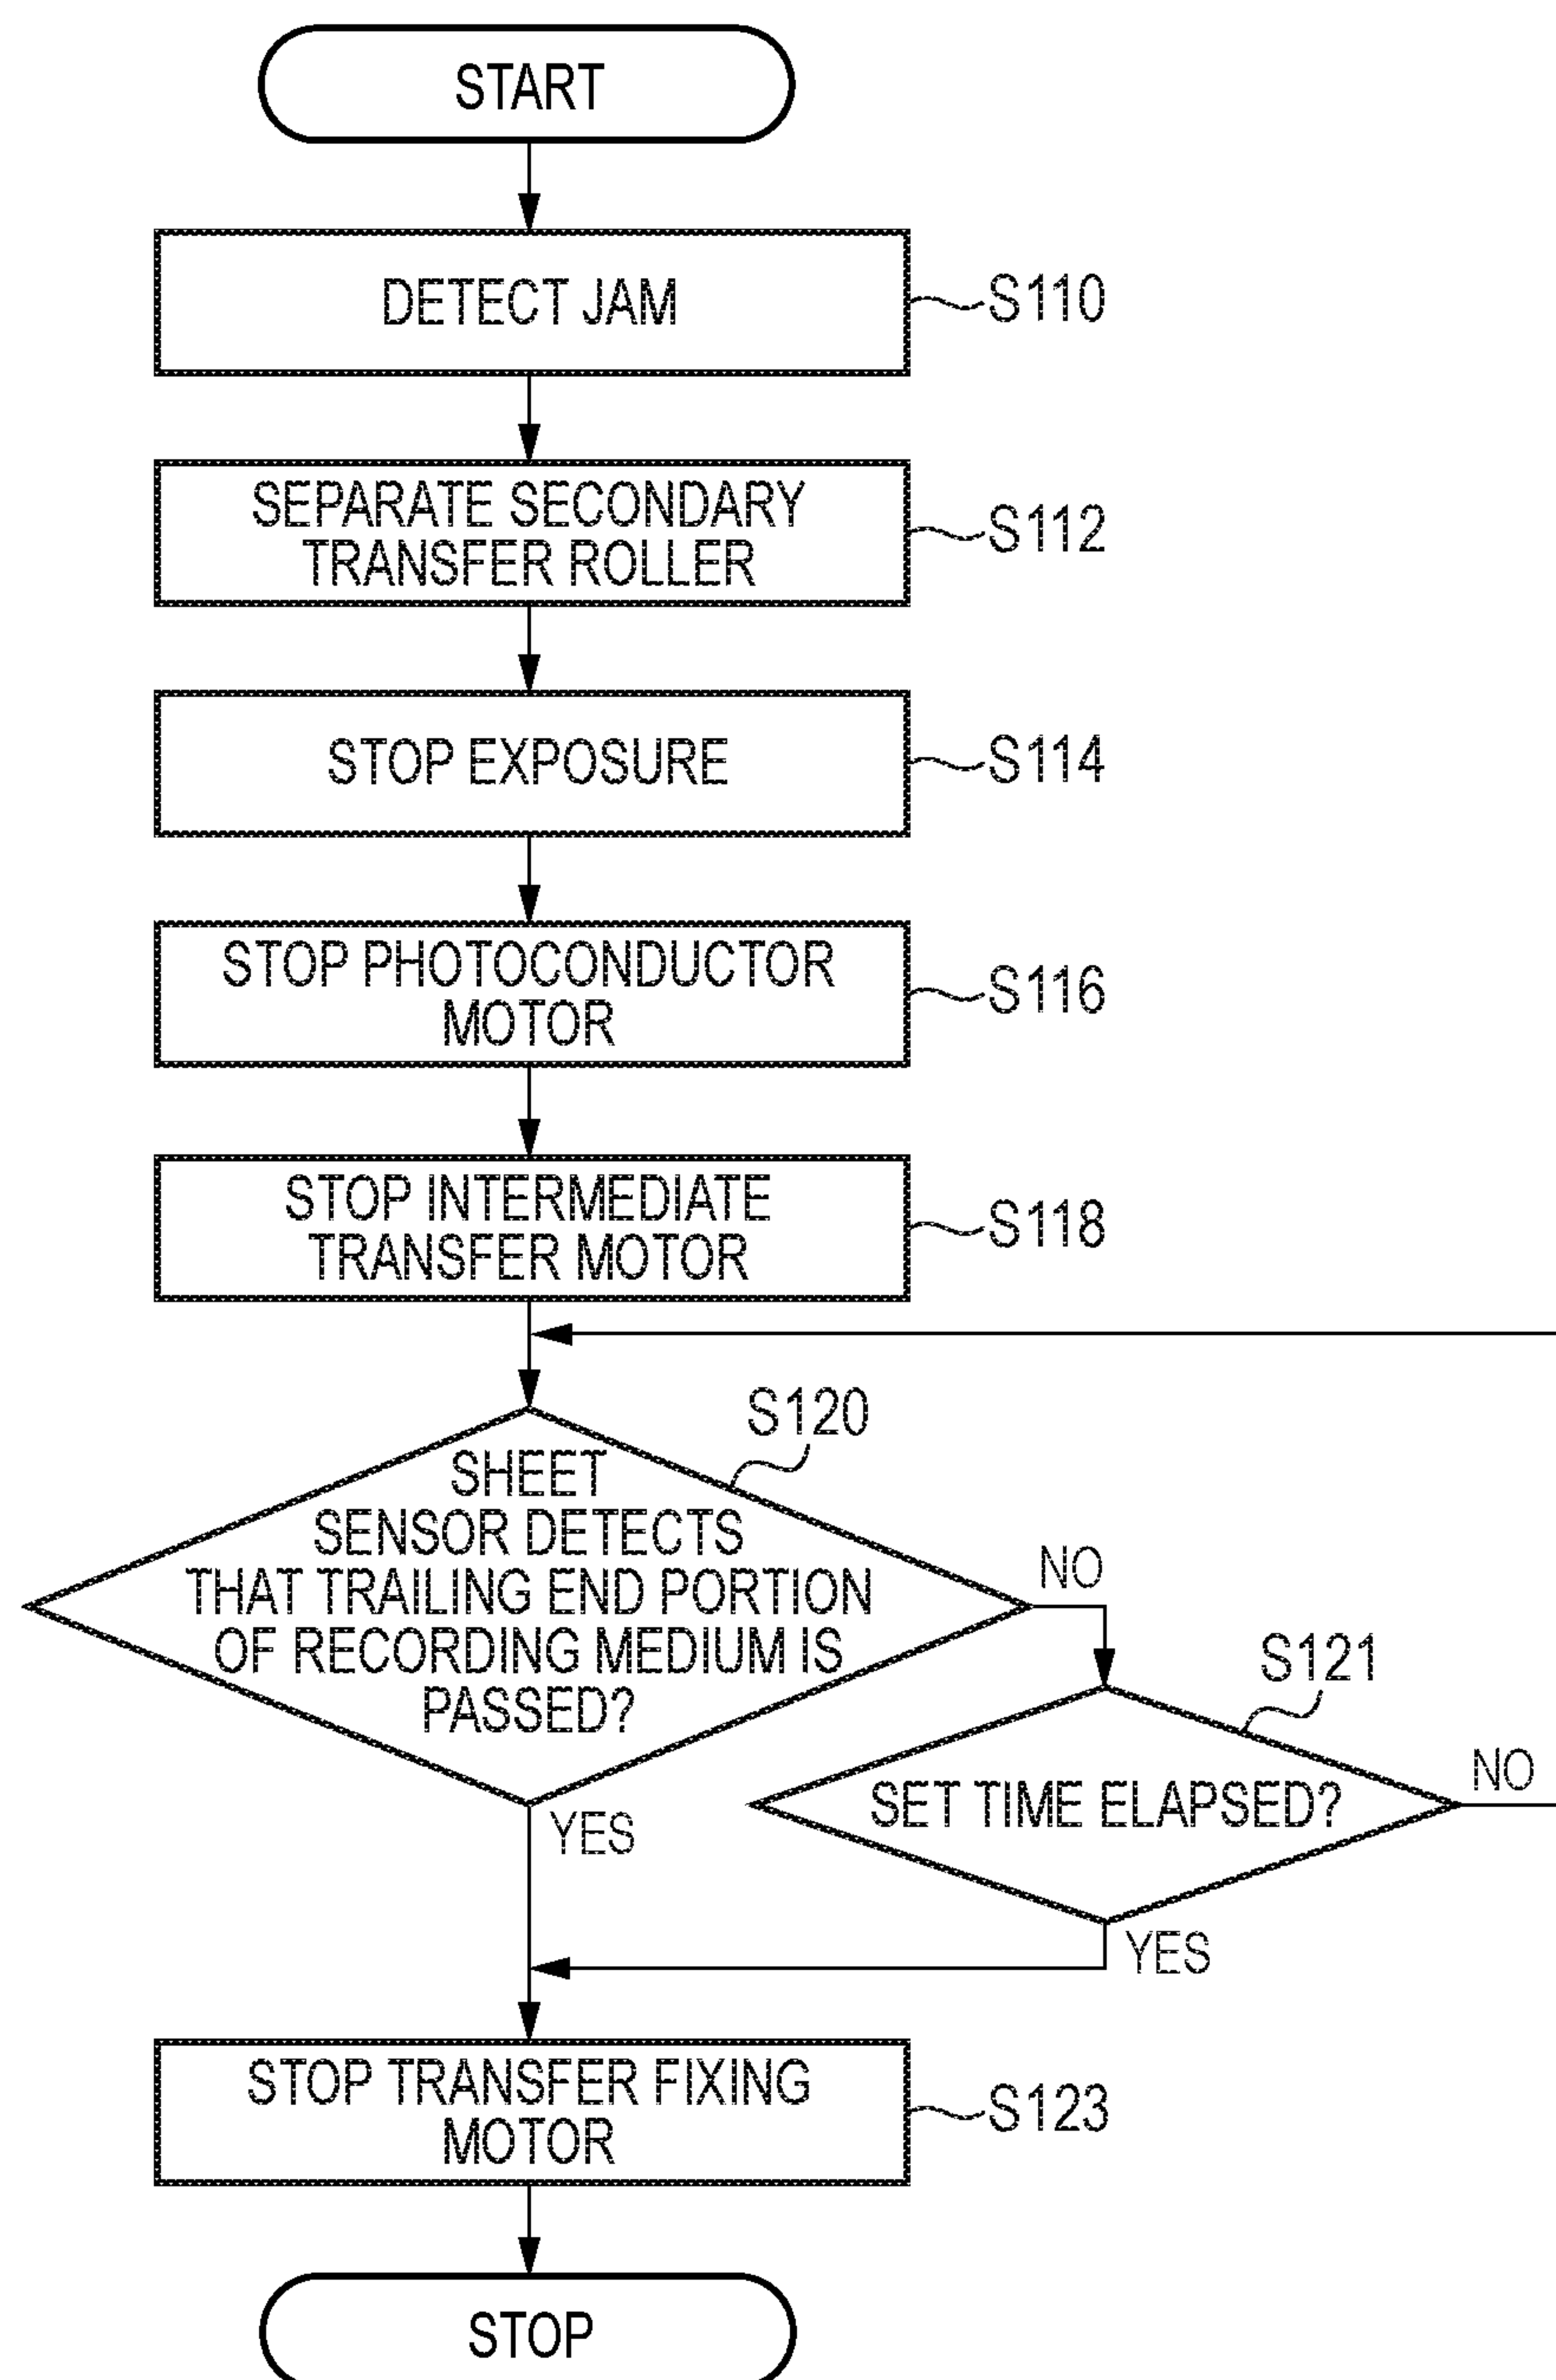 START
DETECT JAM
S110
SEPARATE SECONDARY
TRANSFER ROLLER
S112
STOP EXPOSURE
S114
STOP PHOTOCONDUCTOR
MOTOR
S116
STOP INTERMEDIATE
TRANSFER MOTOR
S118
S120
SHEET
SENSOR DETECTS
THAT TRAILING END PORTION
OF RECORDING MEDIUM IS
PASSED?
NO
YES
S121
SET TIME ELAPSED?
NO
YES
STOP TRANSFER FIXING
MOTOR
S123
STOP